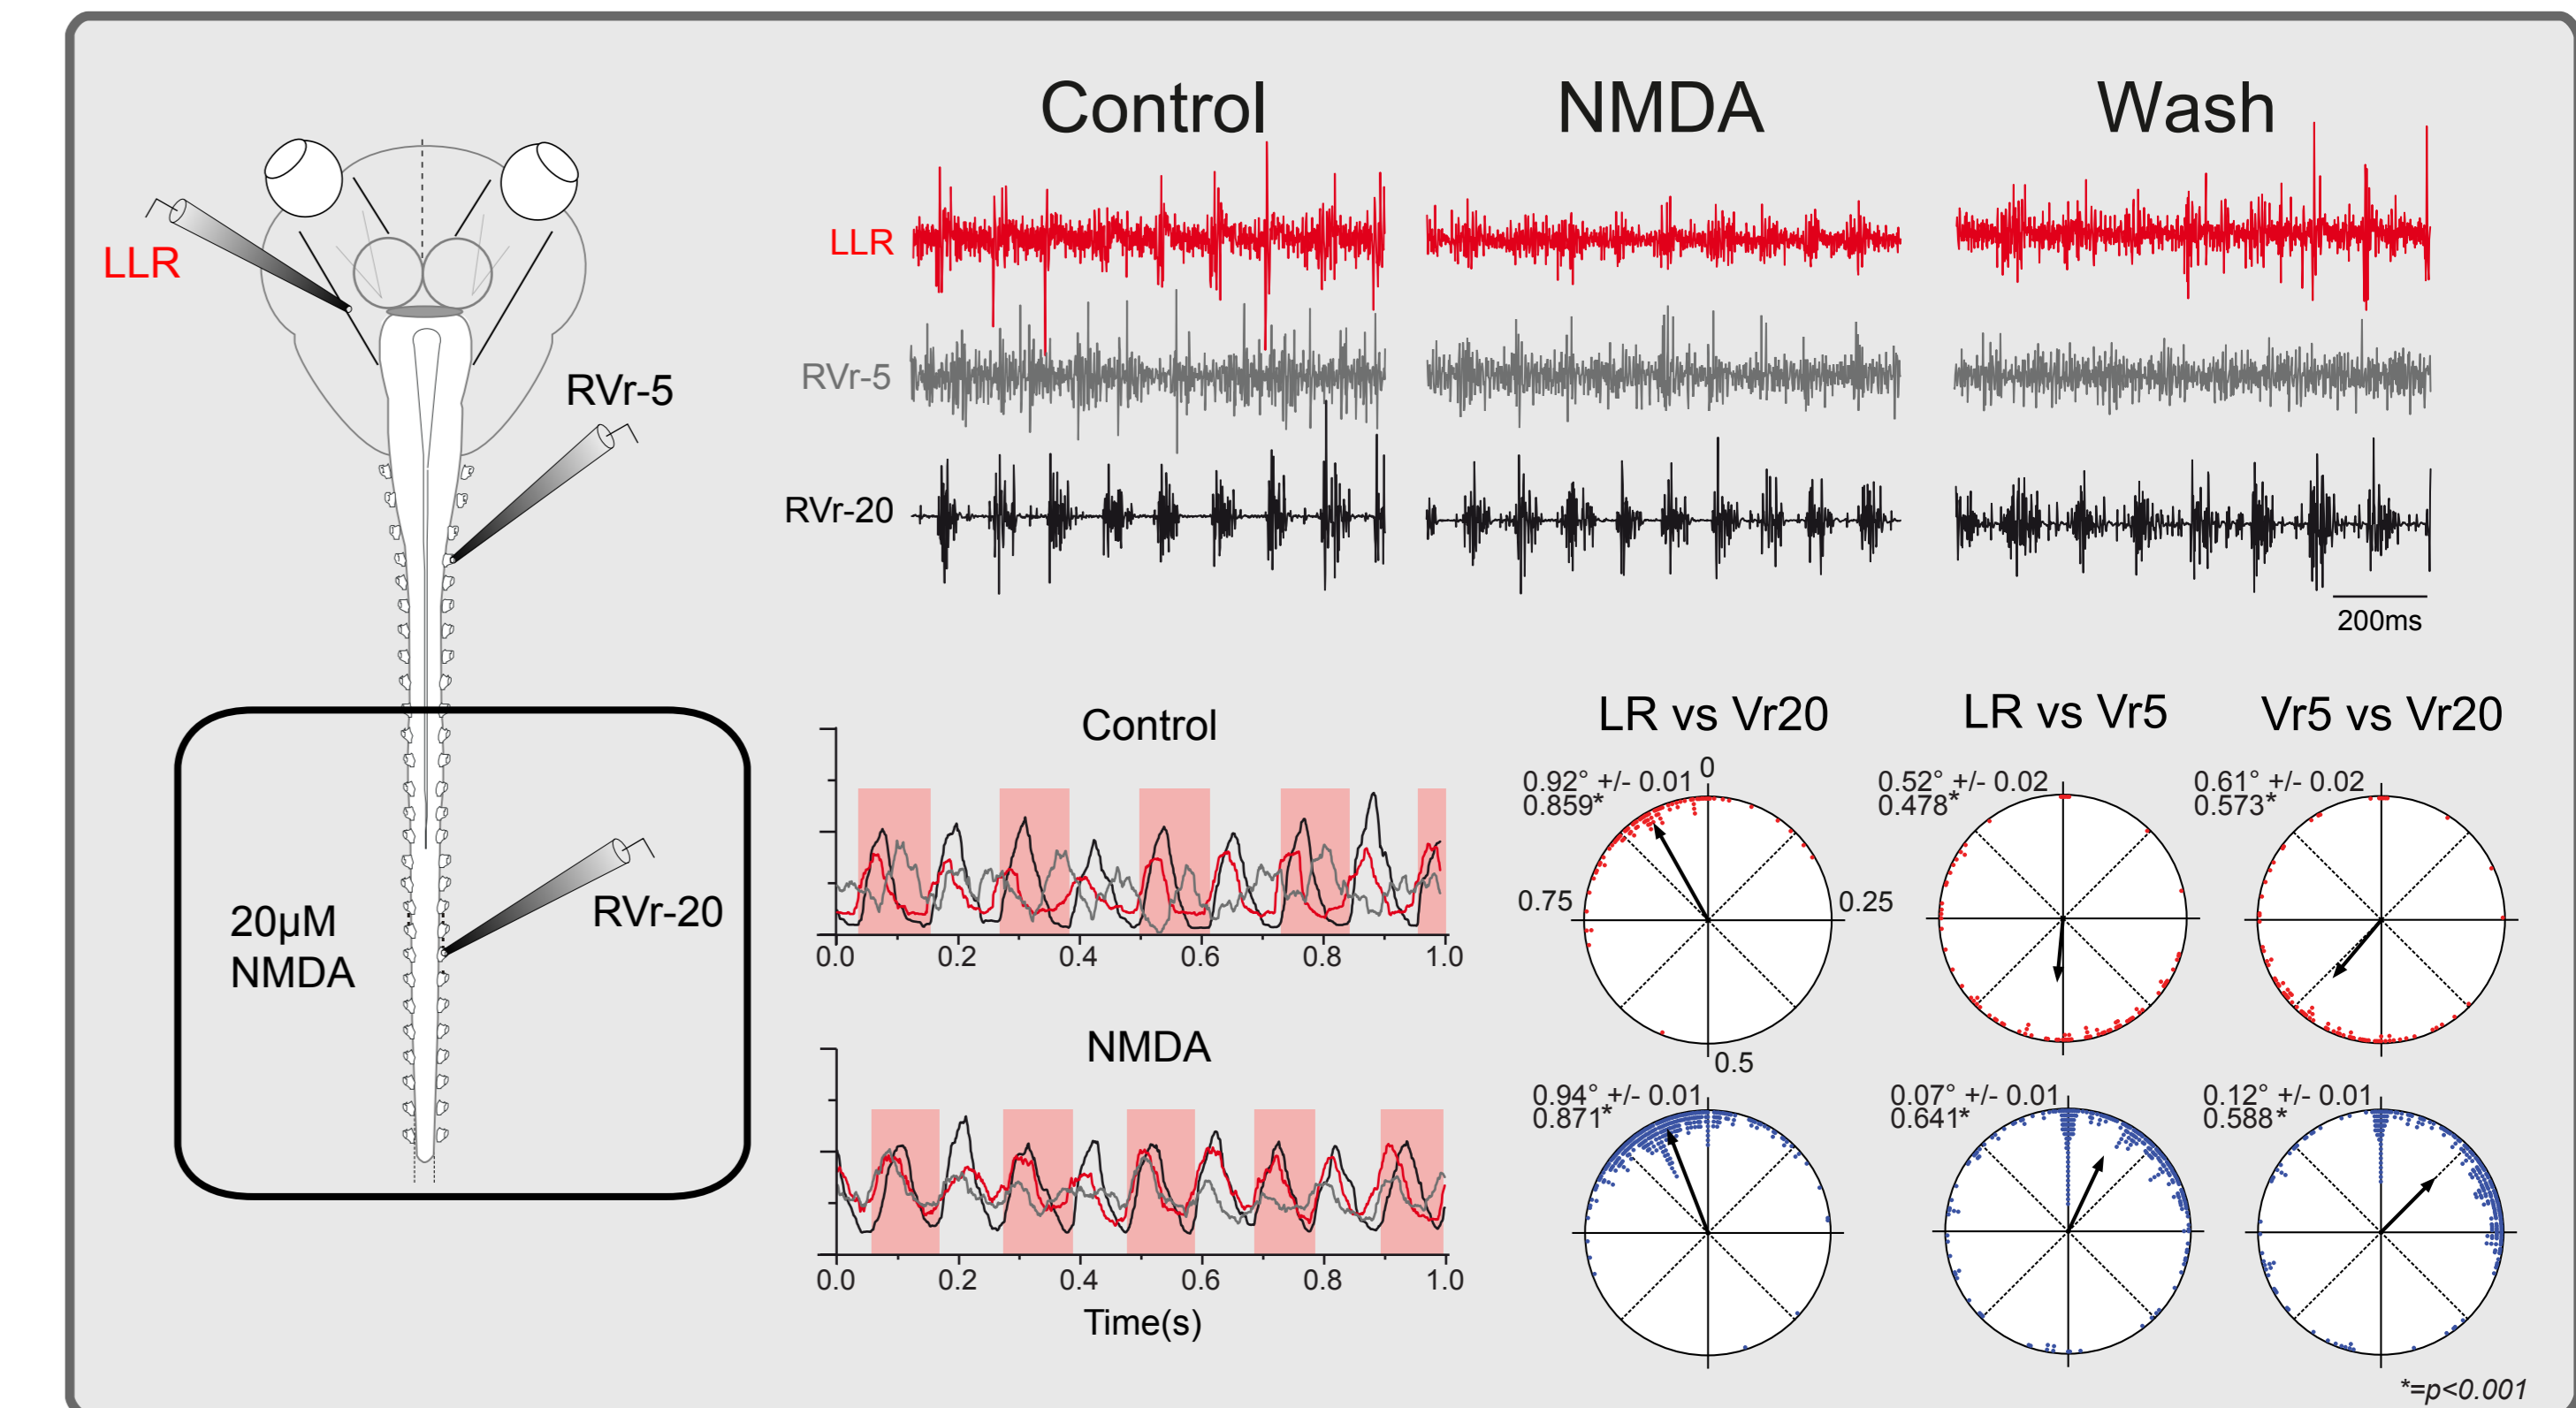 Control
NMDA
Wash
LLR
LLR
RVr-5
RVr-5
RVr-20
200ms
20µM
NMDA
RVr-20
Control
0.0 0.2 0.4 0.6 0.8 1.0
NMDA
0.0 0.2 0.4 0.6 0.8 1.0
Time(s)
LR vs Vr20
0.92° +/- 0.01
0.859*
0
0.75
0.25
0.5
LR vs Vr5
0.52° +/- 0.02
0.478*
Vr5 vs Vr20
0.61° +/- 0.02
0.573*
0.94° +/- 0.01
0.871*
0.07° +/- 0.01
0.641*
0.12° +/- 0.01
0.588*
*=p<0.001